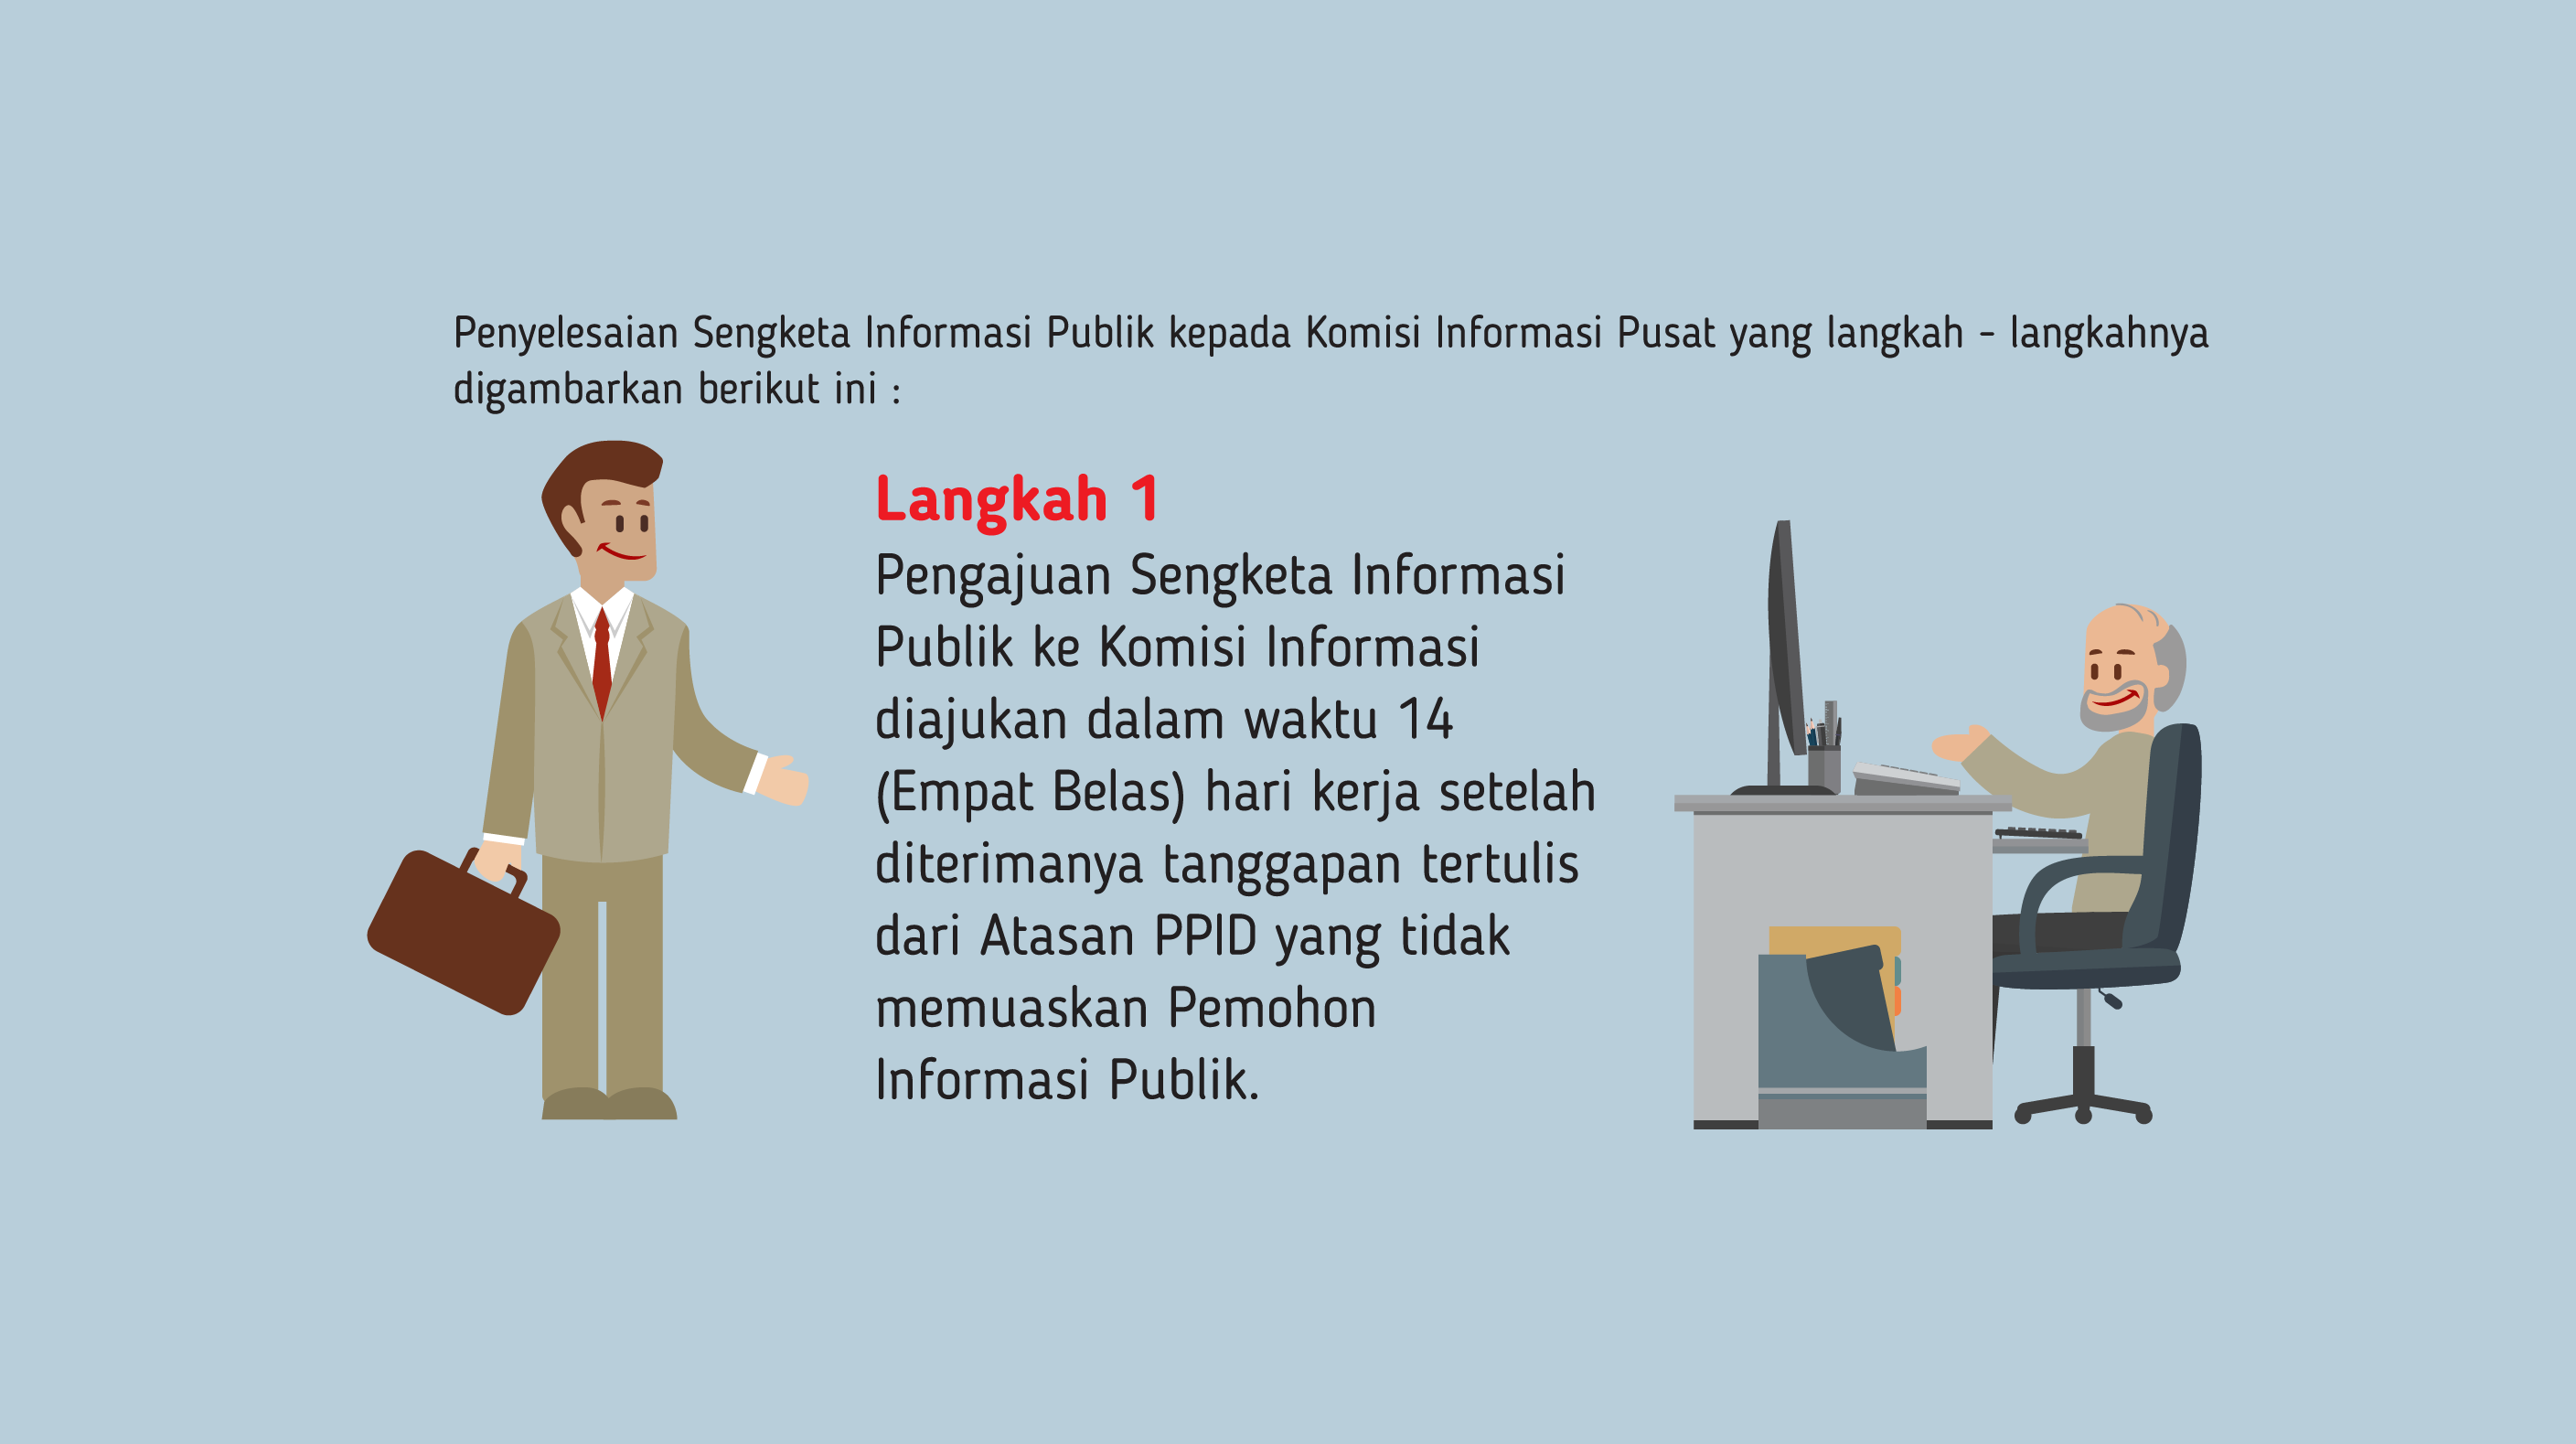 Penyelesaian Sengketa Informasi Publik kepada Komisi Informasi Pusat yang langkah - langkahnya
digambarkan berikut ini :
Langkah 1
Pengajuan Sengketa Informasi
Publik ke Komisi Informasi
diajukan dalam waktu 14
(Empat Belas) hari kerja setelah
diterimanya tanggapan tertulis
dari Atasan PPID yang tidak
memuaskan Pemohon
Informasi Publik.